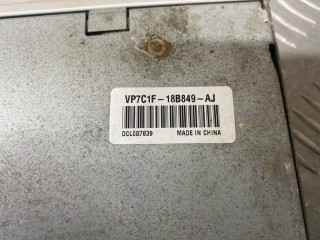 VP7C1F-18B849-AJ
DCL007839 MADE IN CHINA